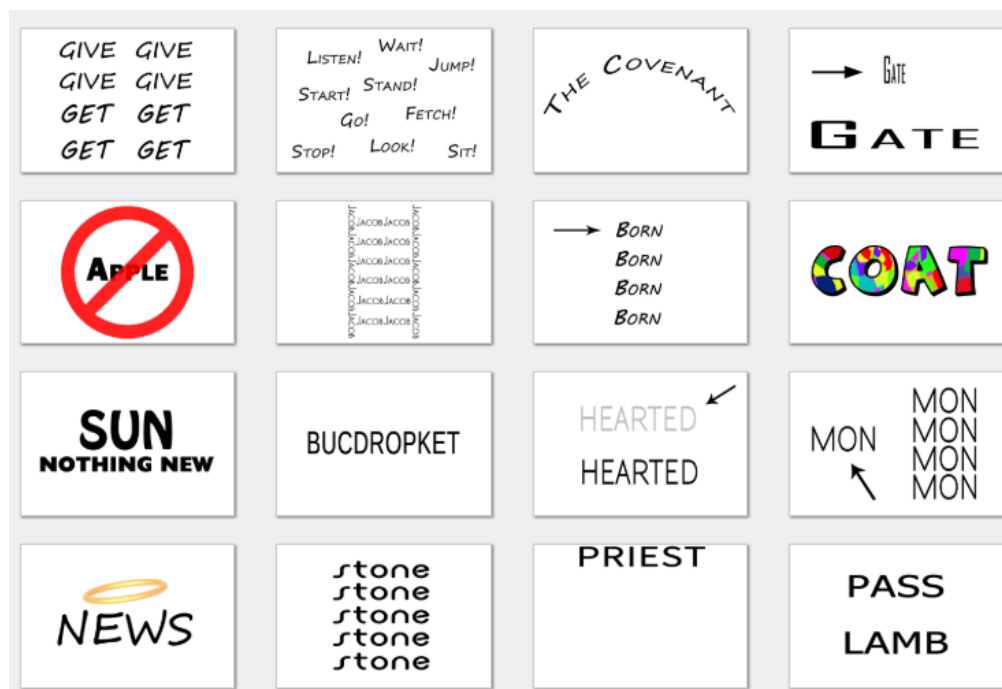 GIVE GIVE
GIVE GIVE
GET GET
GET GET
Listen! Wait! Jump!
Start! Stand!
Go! Fetch!
Stop! Look! Sit!
The Covenant
Gate
Gate
Apple
JacobJacobJacobJacobJacob
JacobJacob
JacobJacob
JacobJacob
JacobJacob
JacobJacob
JacobJacob
JacobJacobJacobJacobJacob
Born
Born
Born
Born
COAT
SUN
NOTHING NEW
BUCDROPKET
HEARTED
HEARTED
MON
MON
MON
MON
MON
NEWS
stone
stone
stone
stone
stone
PRIEST
PASS
LAMB